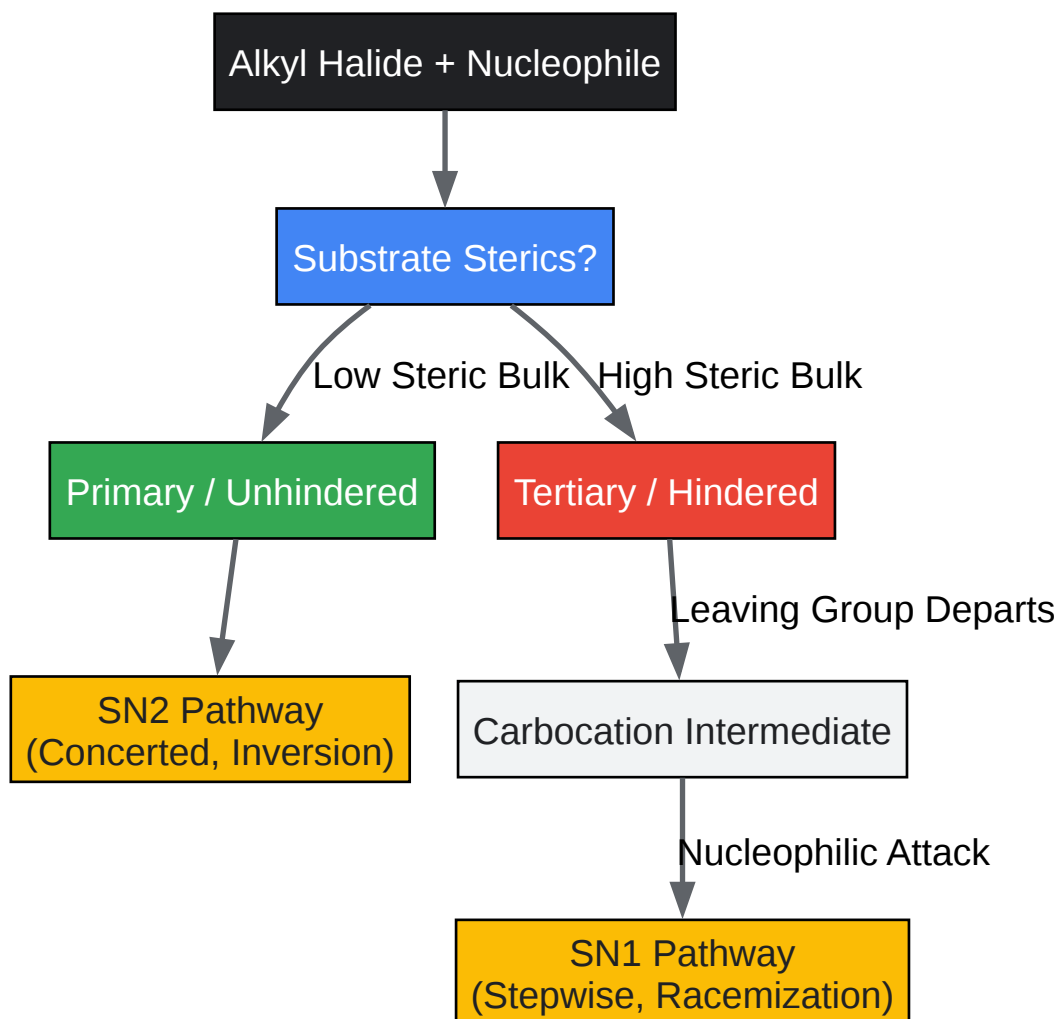 Alkyl Halide + Nucleophile
Substrate Sterics?
Low Steric Bulk
High Steric Bulk
Primary / Unhindered
Tertiary / Hindered
Leaving Group Departs
SN2 Pathway
(Concerted, Inversion)
Carbocation Intermediate
Nucleophilic Attack
SN1 Pathway
(Stepwise, Racemization)